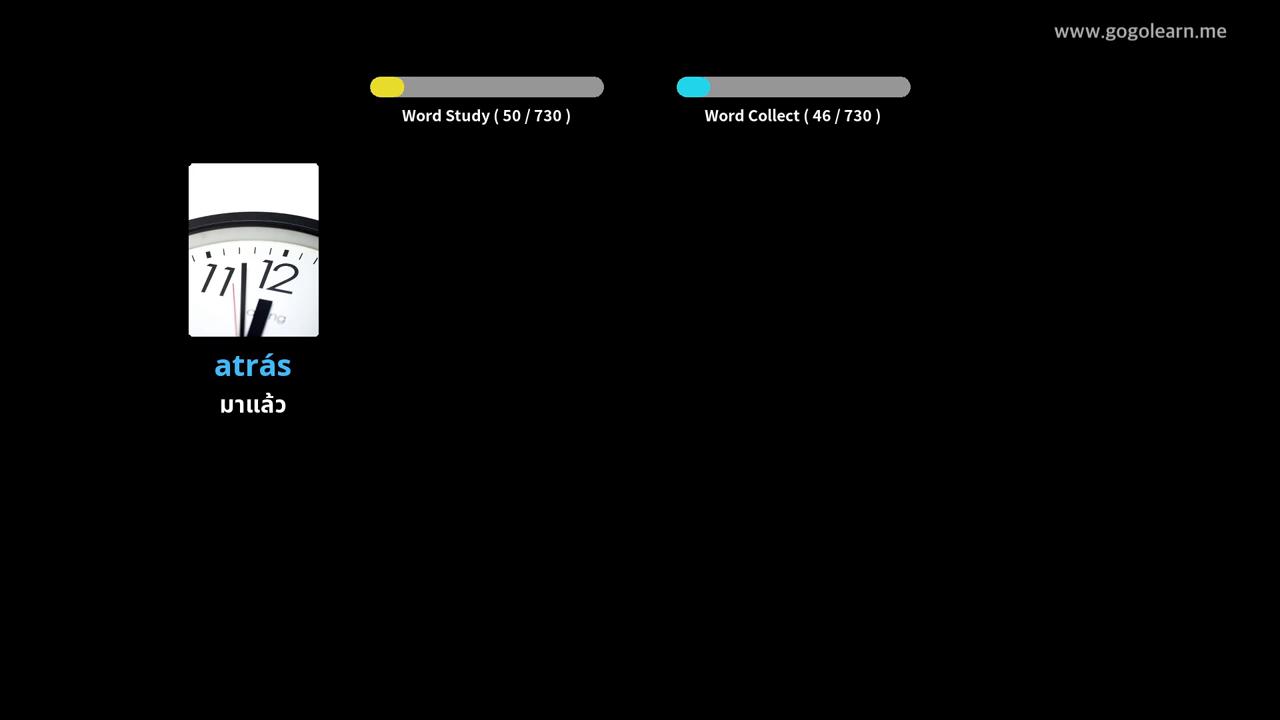 www.gogolearn.me
Word Study ( 50 / 730 )
Word Collect ( 46 / 730 )
11 12
atrás
มาแล้ว